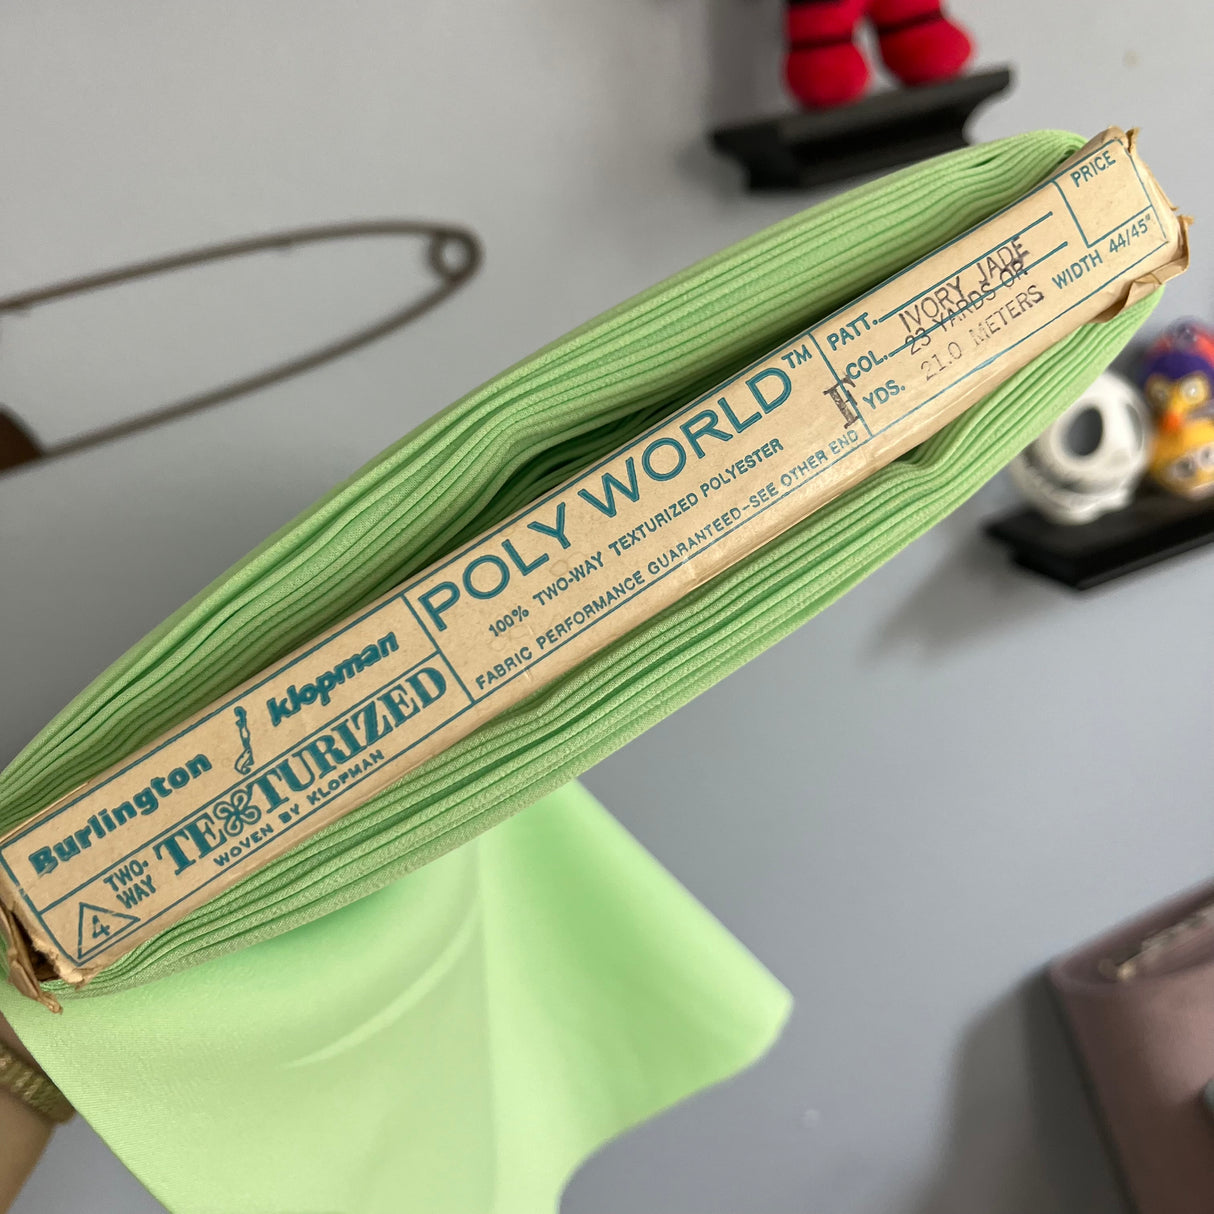 Burlington klopman
TWO-WAY TEXTURIZED
WOVEN BY KLOPMAN
4
POLY WORLD™
100% TWO-WAY TEXTURIZED POLYESTER
FABRIC PERFORMANCE GUARANTEED-SEE OTHER END
F
PATT. IVORY JADE
COL. 23 YARDS OR
YDS. 21.0 METERS
PRICE
WIDTH 44/45"